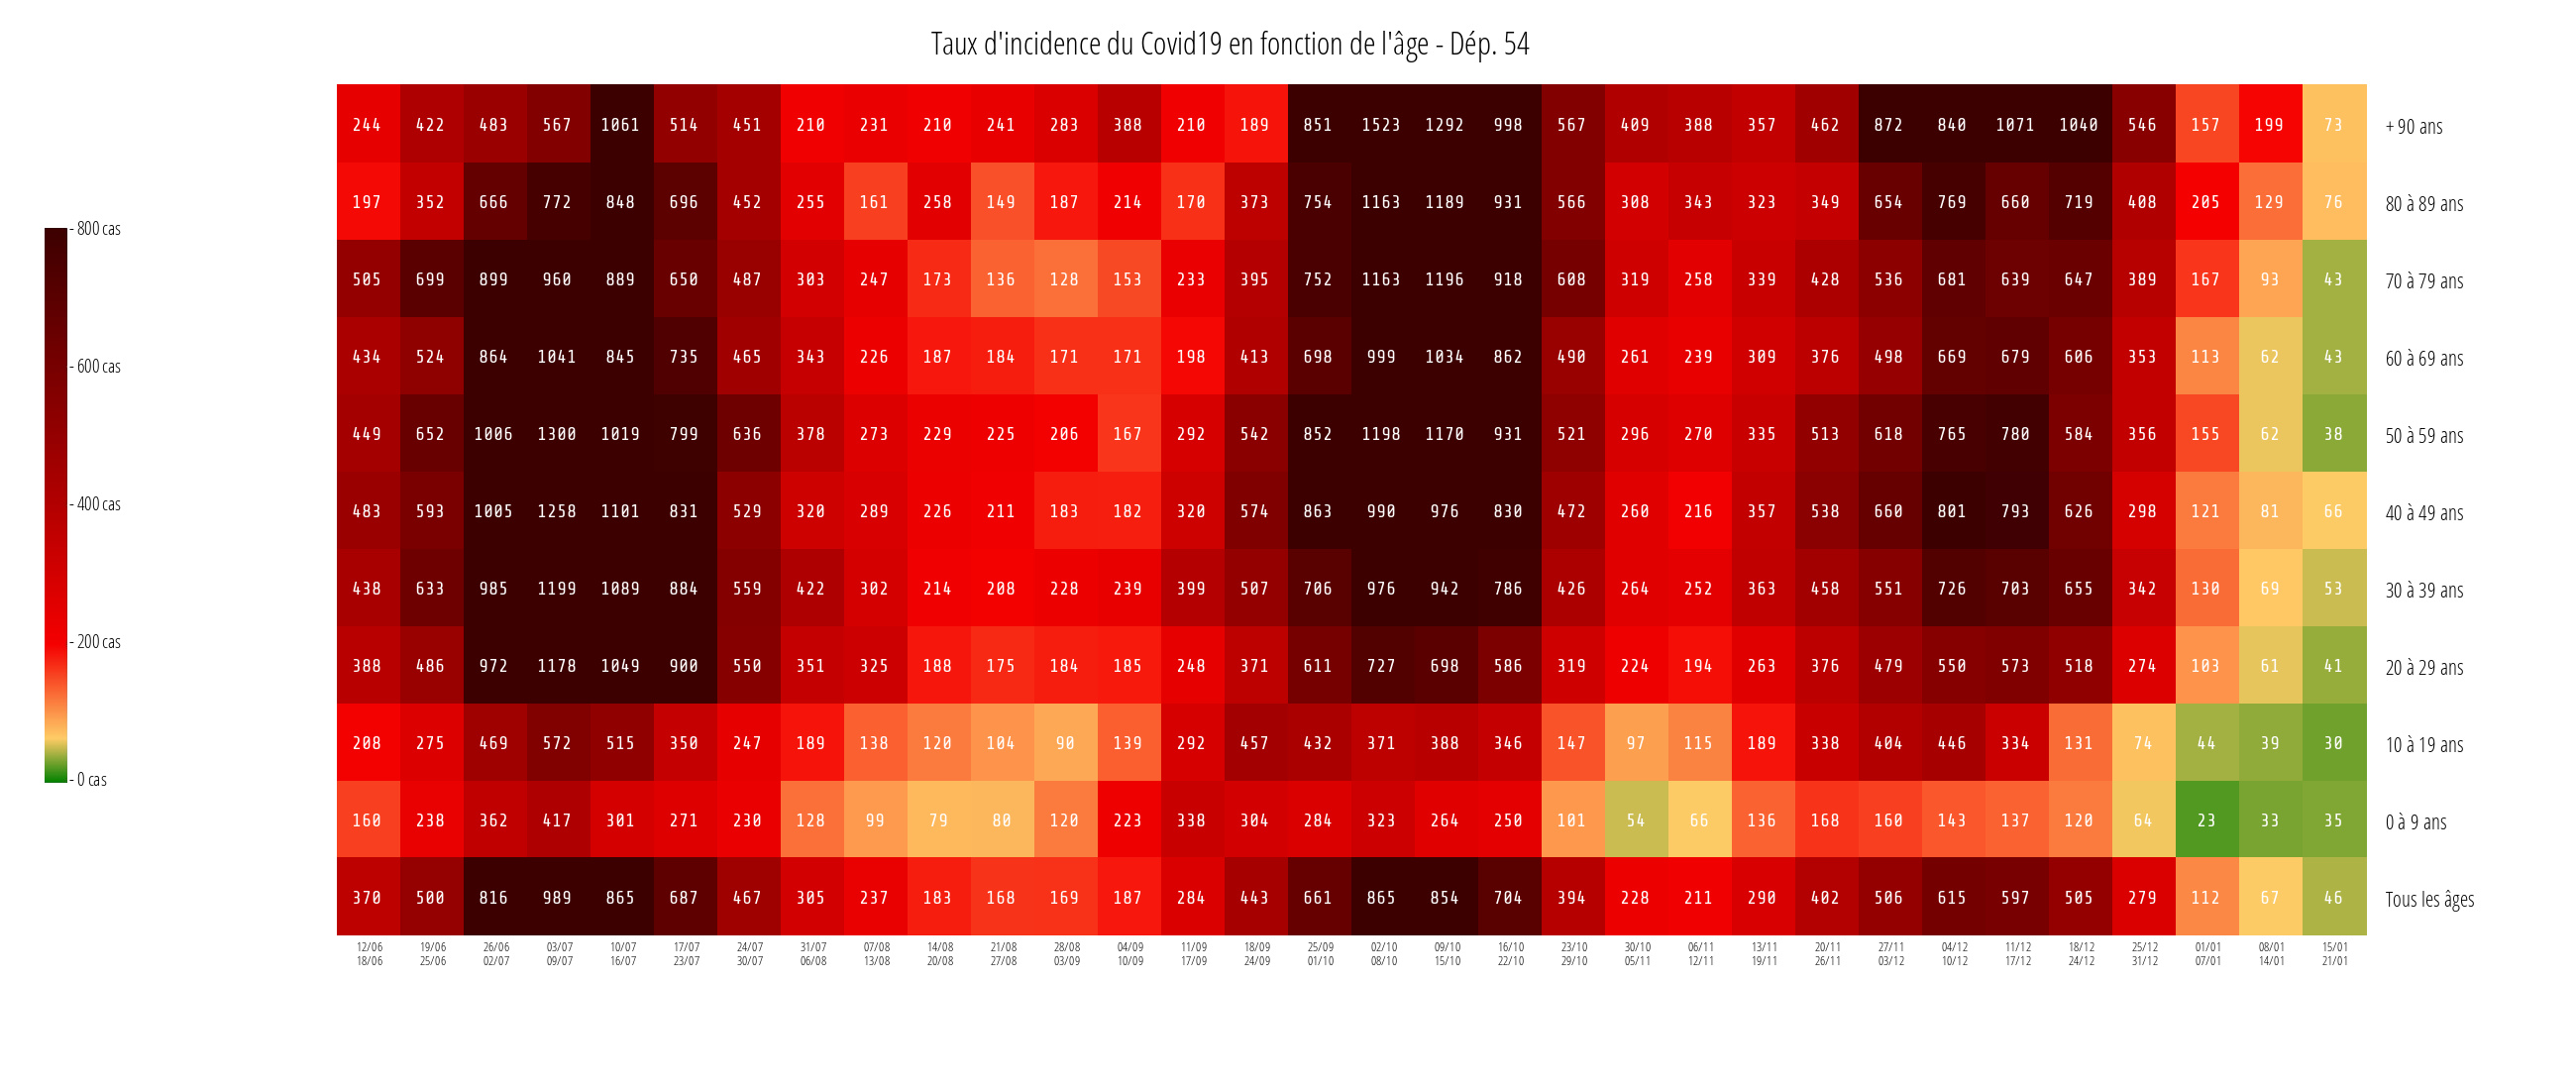 Taux d'incidence du Covid19 en fonction de l'âge - Dép. 54
244 422 483 567 1061 514 451 210 231 210 241 283 388 210 189 851 1523 1292 998 567 409 388 357 462 872 840 1071 1040 546 157 199 73 + 90 ans
197 352 666 772 848 696 452 255 161 258 149 187 214 170 373 754 1163 1189 931 566 308 343 323 349 654 769 660 719 408 205 129 76 80 à 89 ans
- 800 cas
505 699 899 960 889 650 487 303 247 173 136 128 153 233 395 752 1163 1196 918 608 319 258 339 428 536 681 639 647 389 167 93 43 70 à 79 ans
434 524 864 1041 845 735 465 343 226 187 184 171 171 198 413 698 999 1034 862 490 261 239 309 376 498 669 679 606 353 113 62 43 60 à 69 ans
- 600 cas
449 652 1006 1300 1019 799 636 378 273 229 225 206 167 292 542 852 1198 1170 931 521 296 270 335 513 618 765 780 584 356 155 62 38 50 à 59 ans
- 400 cas
483 593 1005 1258 1101 831 529 320 289 226 211 183 182 320 574 863 990 976 830 472 260 216 357 538 660 801 793 626 298 121 81 66 40 à 49 ans
438 633 985 1199 1089 884 559 422 302 214 208 228 239 399 507 706 976 942 786 426 264 252 363 458 551 726 703 655 342 130 69 53 30 à 39 ans
- 200 cas
388 486 972 1178 1049 900 550 351 325 188 175 184 185 248 371 611 727 698 586 319 224 194 263 376 479 550 573 518 274 103 61 41 20 à 29 ans
208 275 469 572 515 350 247 189 138 120 104 90 139 292 457 432 371 388 346 147 97 115 189 338 404 446 334 131 74 44 39 30 10 à 19 ans
- 0 cas
160 238 362 417 301 271 230 128 99 79 80 120 223 338 304 284 323 264 250 101 54 66 136 168 160 143 137 120 64 23 33 35 0 à 9 ans
370 500 816 989 865 687 467 305 237 183 168 169 187 284 443 661 865 854 704 394 228 211 290 402 506 615 597 505 279 112 67 46 Tous les âges
12/06 19/06 26/06 03/07 10/07 17/07 24/07 31/07 07/08 14/08 21/08 28/08 04/09 11/09 18/09 25/09 02/10 09/10 16/10 23/10 30/10 06/11 13/11 20/11 27/11 04/12 11/12 18/12 25/12 01/01 08/01 15/01
18/06 25/06 02/07 09/07 16/07 23/07 30/07 06/08 13/08 20/08 27/08 03/09 10/09 17/09 24/09 01/10 08/10 15/10 22/10 29/10 05/11 12/11 19/11 26/11 03/12 10/12 17/12 24/12 31/12 07/01 14/01 21/01